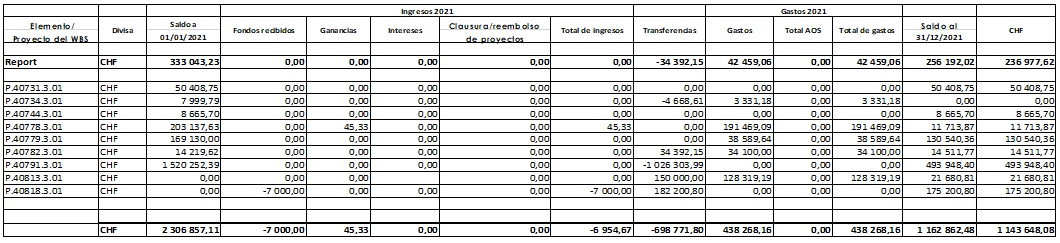 Ingresos 2021 Gastos 2021
Elemento/ Proyecto del WBS Divisa Saldo a 01/01/2021 Fondos recibidos Ganancias Intereses Clausura/reembolso de proyectos Total de ingresos Transferendas Gastos Total AOS Total de gastos Saldo al 31/12/2021 CHF
Report CHF 333 043,23 0,00 0,00 0,00 0,00 0,00 -34 392,15 42 459,06 0,00 42 459,06 256 192,02 236 977,62
P.40731.3.01 CHF 50 408,75 0,00 0,00 0,00 0,00 0,00 0,00 0,00 0,00 0,00 50 408,75 50 408,75
P.40734.3.01 CHF 7 999,79 0,00 0,00 0,00 0,00 0,00 -4 668,61 3 331,18 0,00 3 331,18 0,00 0,00
P.40744.3.01 CHF 8 665,70 0,00 0,00 0,00 0,00 0,00 0,00 0,00 0,00 0,00 8 665,70 8 665,70
P.40778.3.01 CHF 203 137,63 0,00 45,33 0,00 0,00 45,33 0,00 191 469,09 0,00 191 469,09 11 713,87 11 713,87
P.40779.3.01 CHF 169 130,00 0,00 0,00 0,00 0,00 0,00 0,00 38 589,64 0,00 38 589,64 130 540,36 130 540,36
P.40782.3.01 CHF 14 219,62 0,00 0,00 0,00 0,00 0,00 34 392,15 34 100,00 0,00 34 100,00 14 511,77 14 511,77
P.40791.3.01 CHF 1 520 252,39 0,00 0,00 0,00 0,00 0,00 -1 026 303,99 0,00 0,00 0,00 493 948,40 493 948,40
P.40813.3.01 CHF 0,00 0,00 0,00 0,00 0,00 150 000,00 128 319,19 0,00 128 319,19 21 680,81 21 680,81
P.40818.3.01 CHF 0,00 -7 000,00 0,00 0,00 0,00 -7 000,00 182 200,80 0,00 0,00 0,00 175 200,80 175 200,80
CHF 2 306 857,11 -7 000,00 45,33 0,00 0,00 -6 954,67 -698 771,80 438 268,16 0,00 438 268,16 1 162 862,48 1 143 648,08